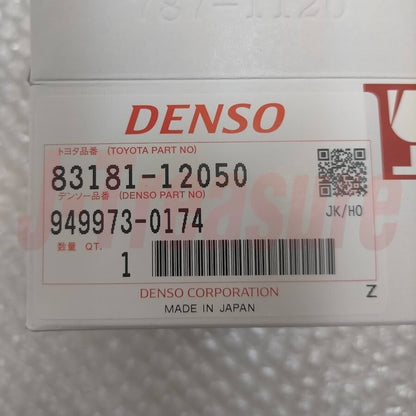 DENSO
トヨタ品番 (TOYOTA PART NO)
83181-12050
デンソー品番 (DENSO PART NO)
949973-0174
JK/HO
数量 QT.
1
DENSO CORPORATION
MADE IN JAPAN
Z